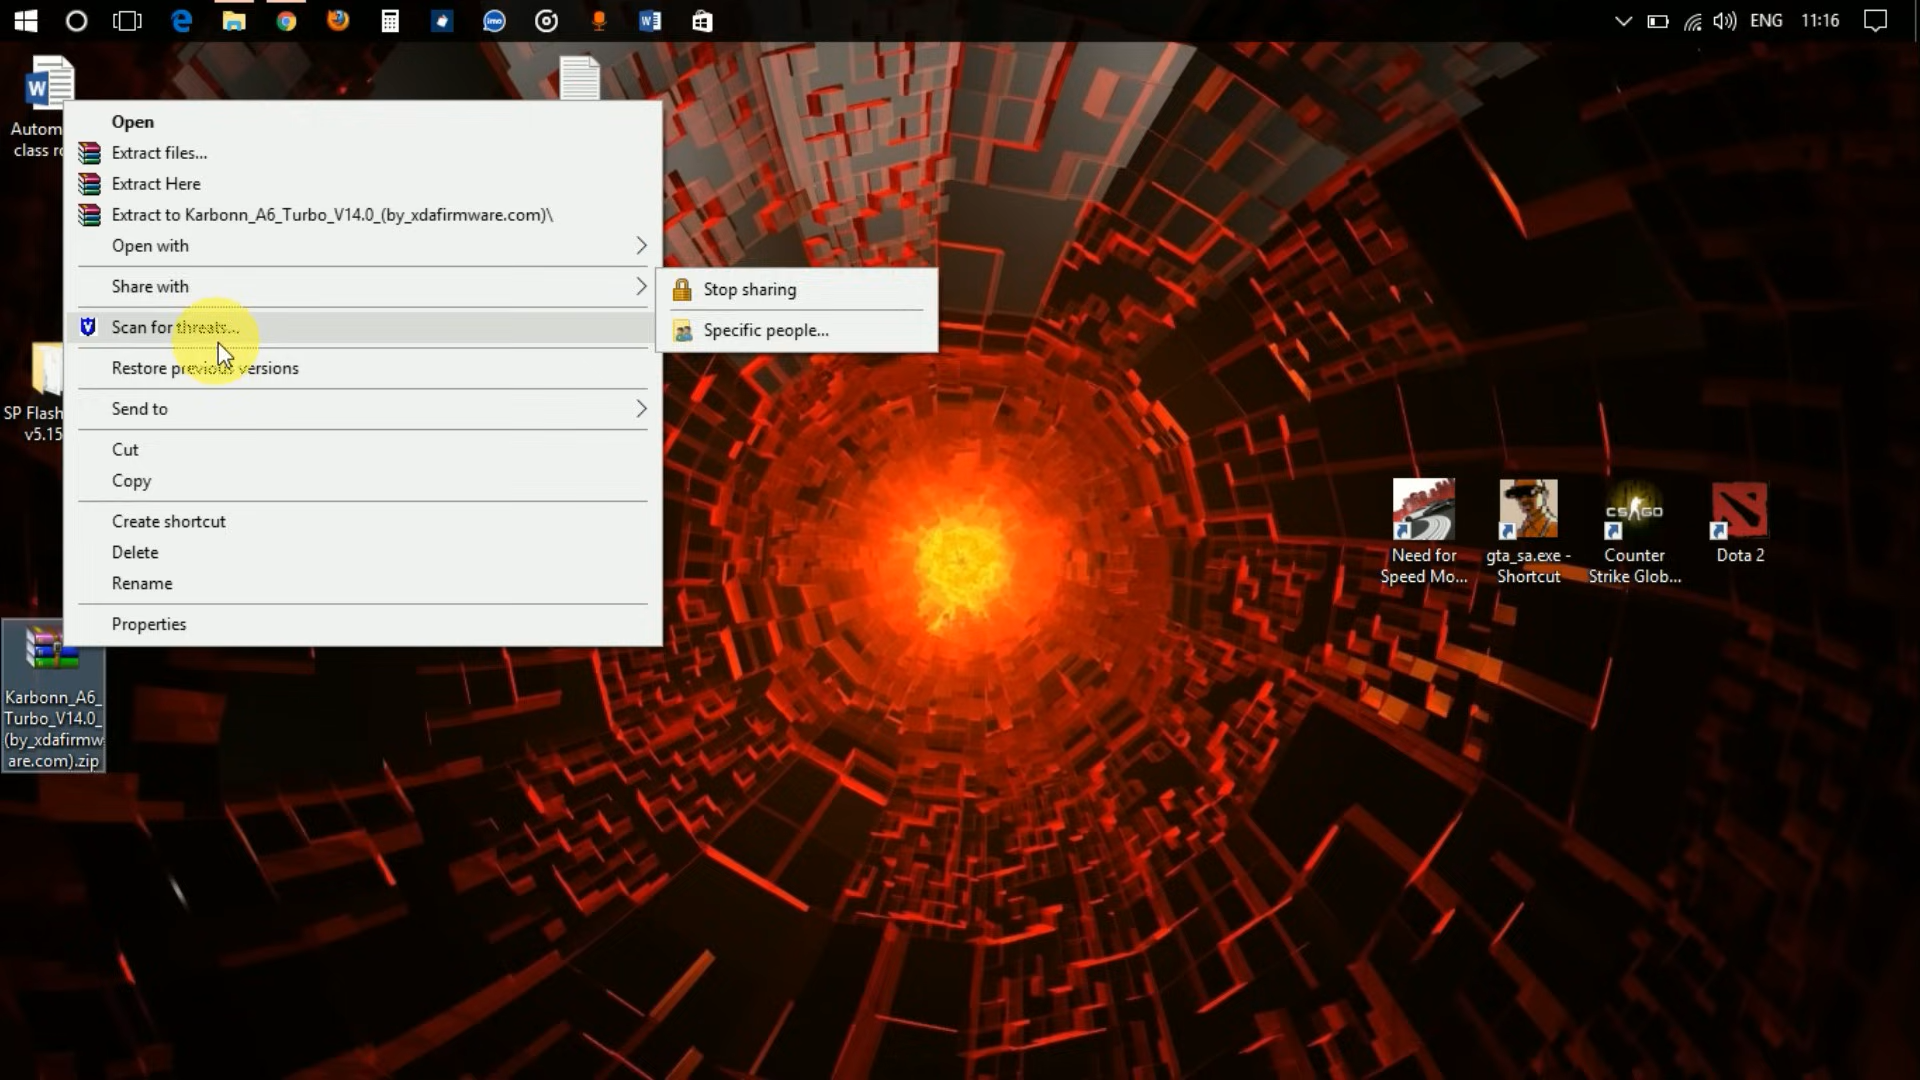 ENG 11:16
W
Autom
class ro
Open
Extract files...
Extract Here
Extract to Karbonn_A6_Turbo_V14.0_(by_xdafirmware.com)\
Open with
Share with
Stop sharing
Scan for threats...
Specific people...
Restore previous versions
Send to
SP Flash
v5.15
Cut
Copy
Create shortcut
Delete
Rename
Properties
CS GO
Need for
Speed Mo...
gta_sa.exe -
Shortcut
Counter
Strike Glob...
Dota 2
Karbonn_A6_
Turbo_V14.0_
(by_xdafirmw
are.com).zip